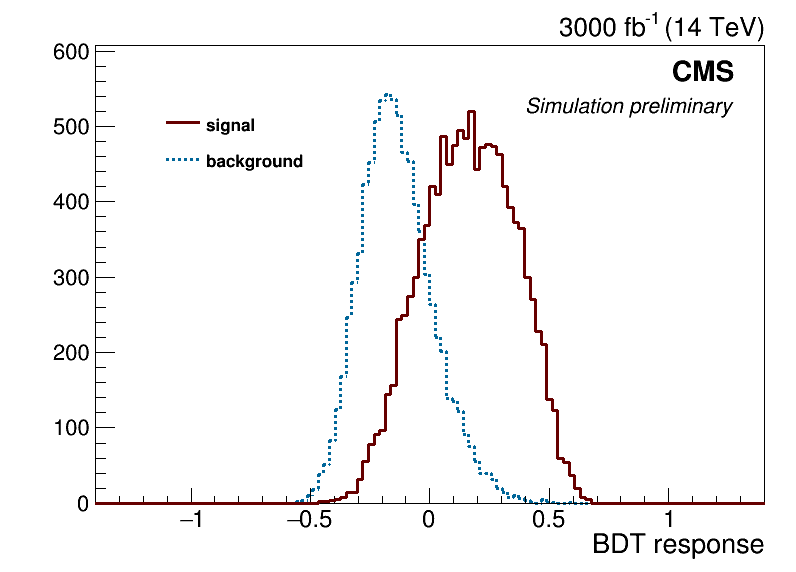 3000 fb-1 (14 TeV)
600
CMS
Simulation preliminary
signal
500
background
400
300
200
100
0
−1 −0.5 0 0.5 1
BDT response